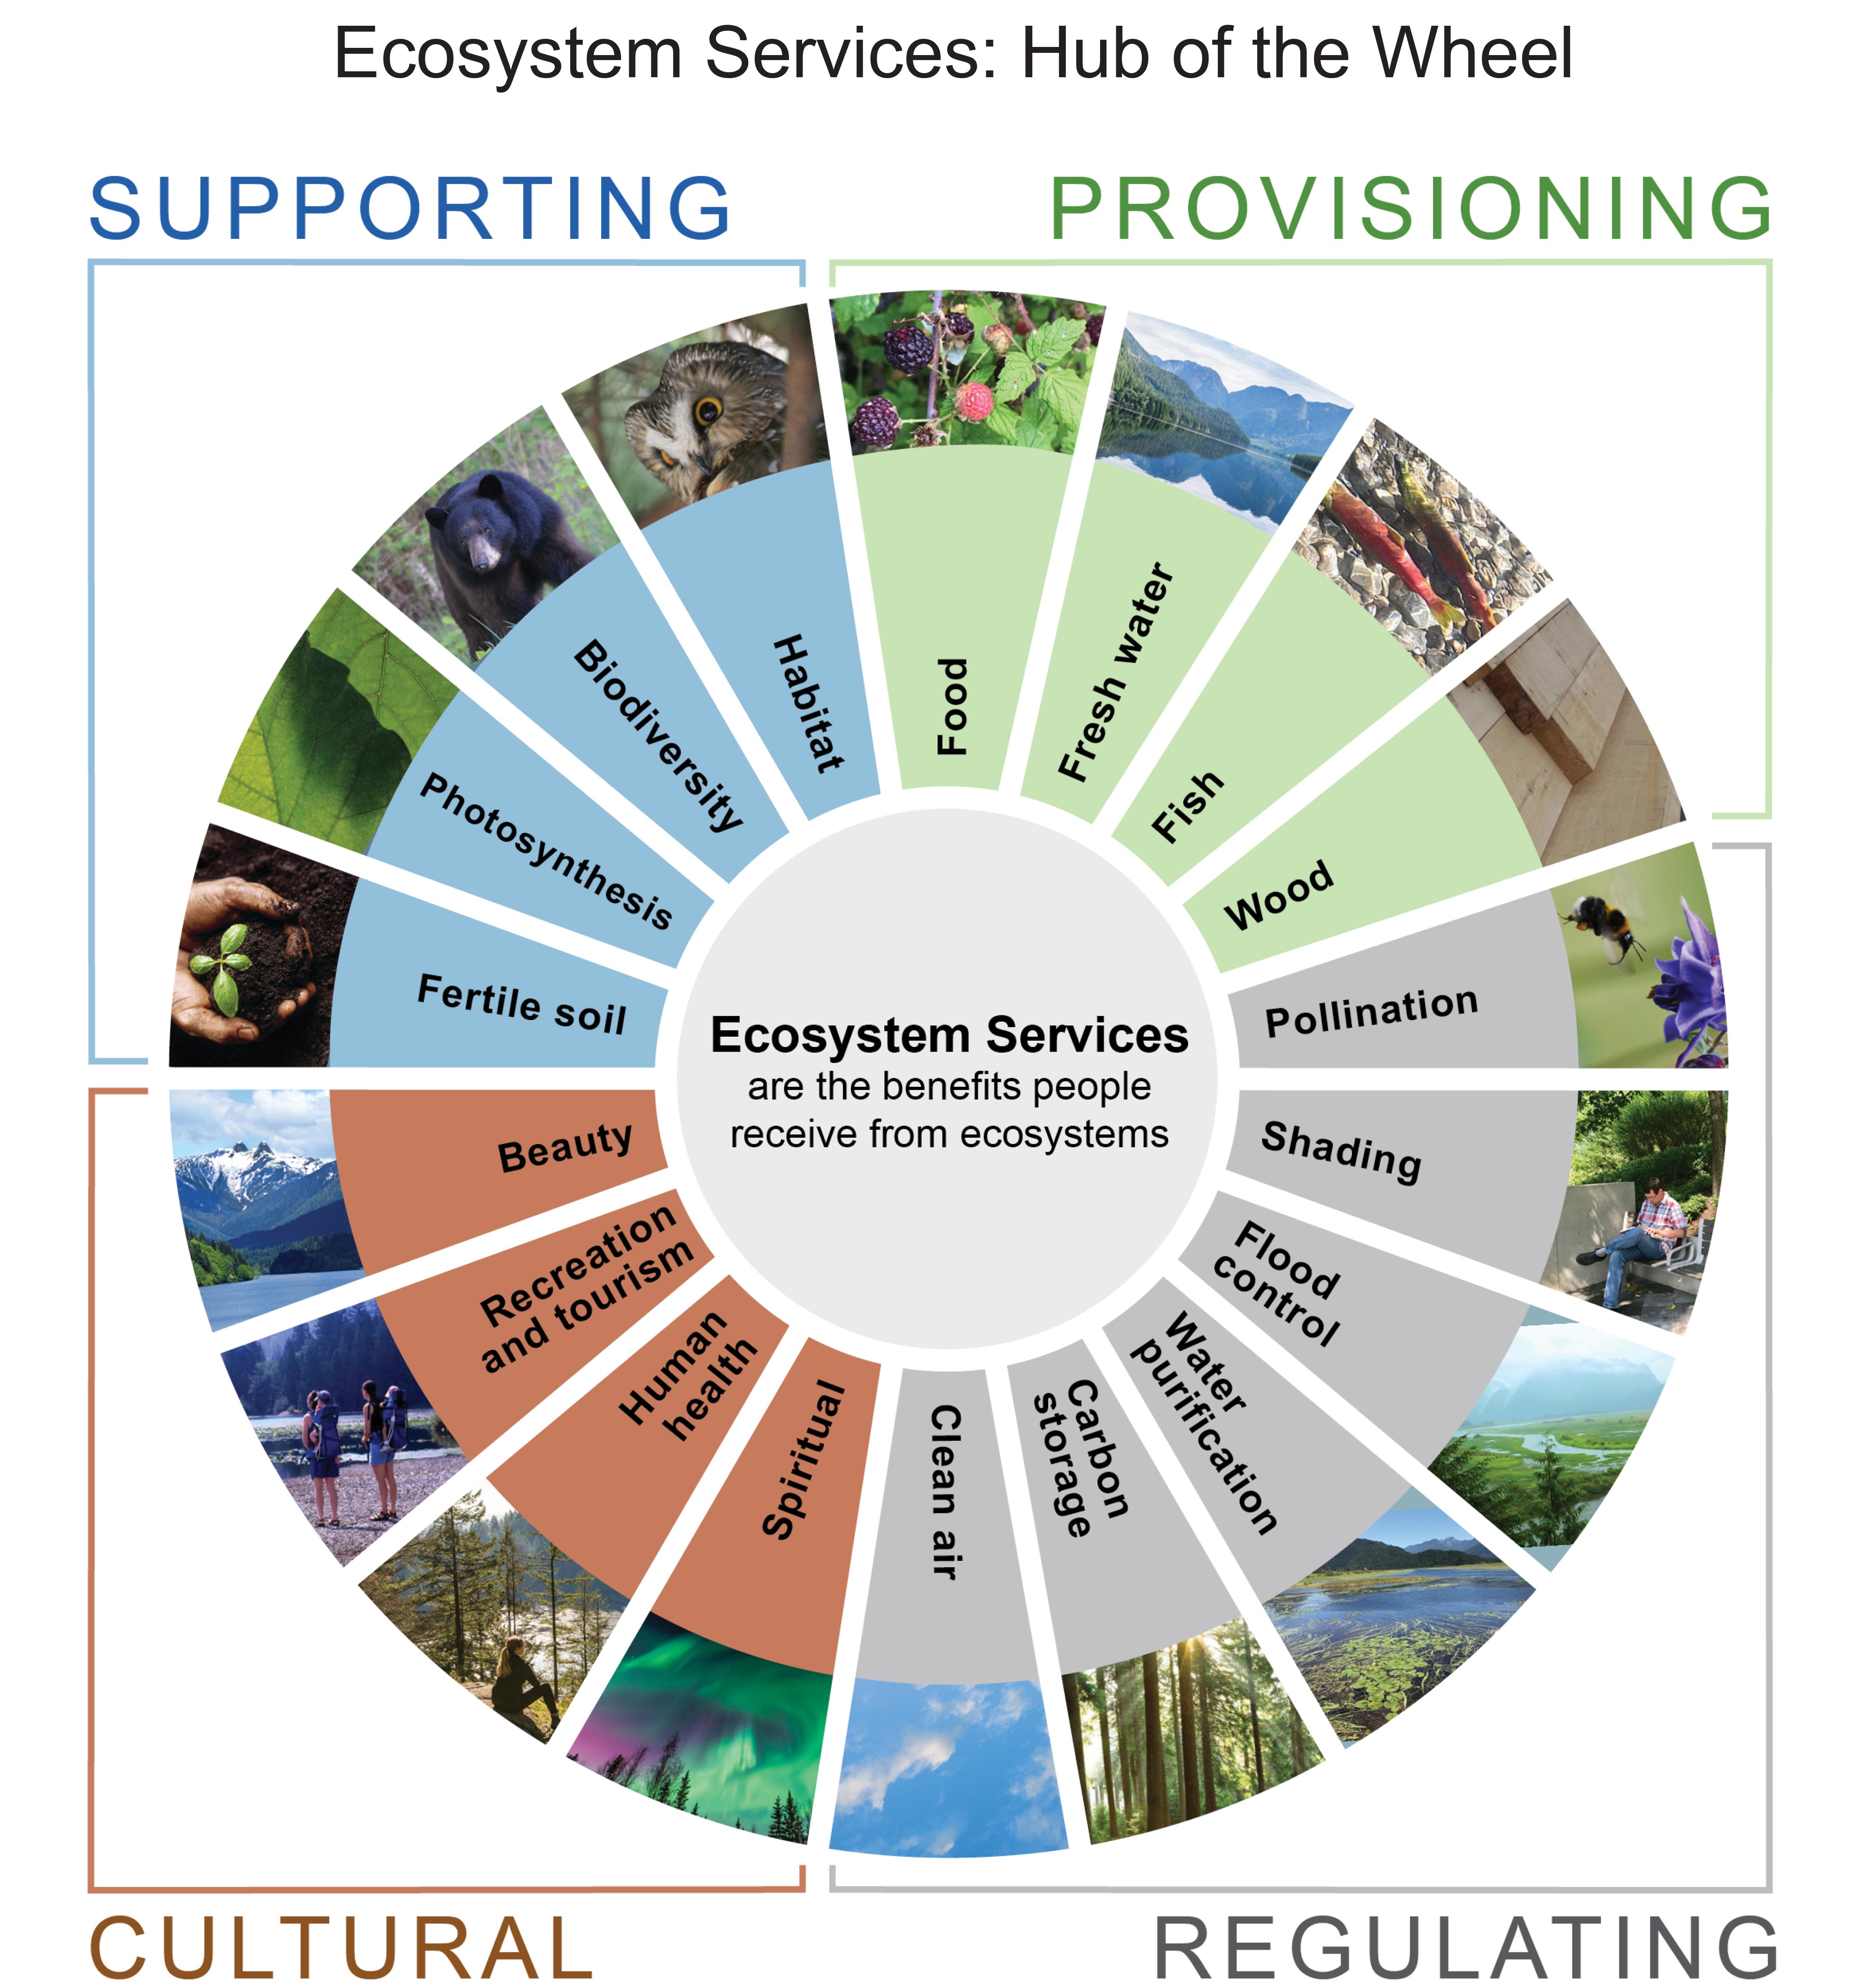 Ecosystem Services: Hub of the Wheel
SUPPORTING
PROVISIONING
Food
Fresh water
Fish
Wood
Pollination
Shading
Flood
control
Water
purification
Carbon
storage
Clean air
Spiritual
Human
health
Recreation
and tourism
Beauty
Fertile soil
Photosynthesis
Biodiversity
Habitat
Ecosystem Services
are the benefits people
receive from ecosystems
CULTURAL
REGULATING